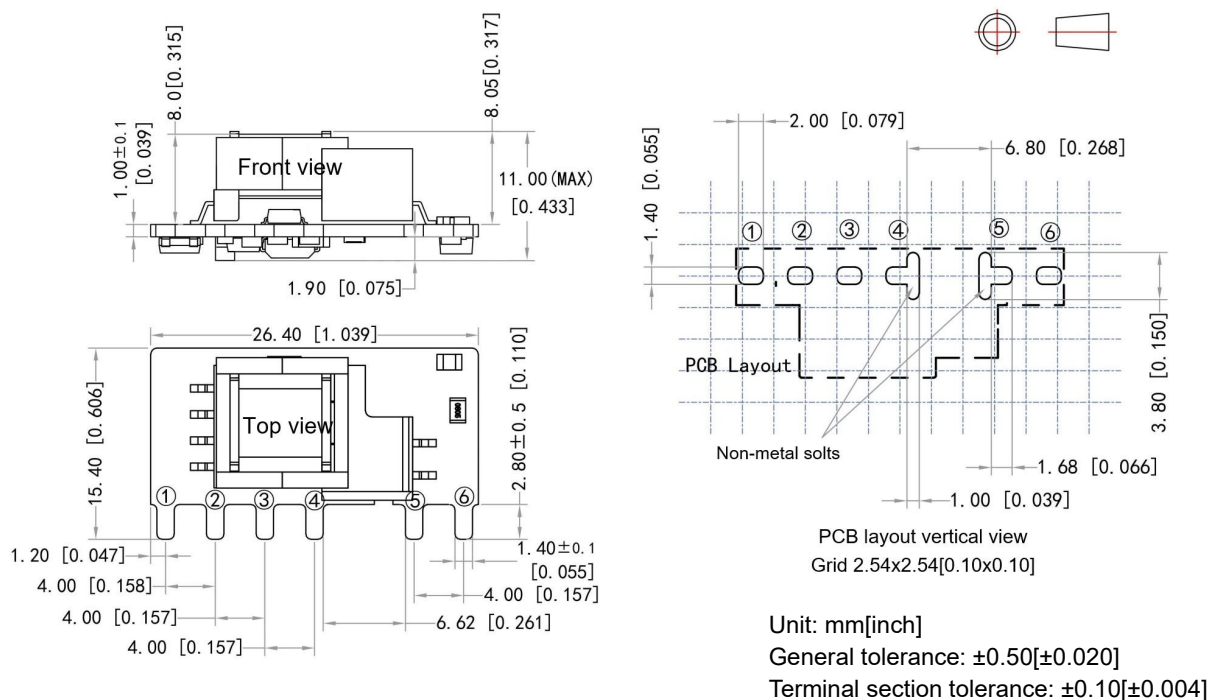 8.0[0.315]
8.05[0.317]
1.00±0.1
[0.039]
Front view
11.00(MAX)
[0.433]
1.90 [0.075]
26.40 [1.039]
15.40 [0.606]
2.80±0.5 [0.110]
Top view
① ② ③ ④ ⑤ ⑥
1.20 [0.047]
1.40±0.1
[0.055]
4.00 [0.158]
4.00 [0.157]
4.00 [0.157]
6.62 [0.261]
4.00 [0.157]
2.00 [0.079]
6.80 [0.268]
1.40 [0.055]
① ② ③ ④ ⑤ ⑥
PCB Layout
3.80 [0.150]
Non-metal solts
1.68 [0.066]
1.00 [0.039]
PCB layout vertical view
Grid 2.54x2.54[0.10x0.10]
Unit: mm[inch]
General tolerance: ±0.50[±0.020]
Terminal section tolerance: ±0.10[±0.004]